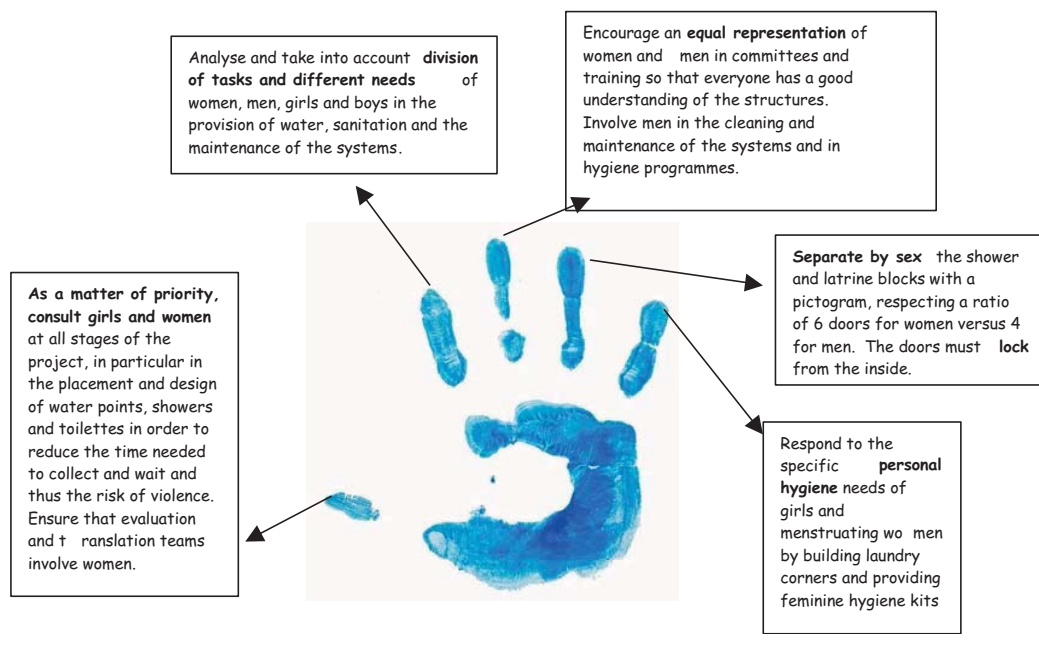 Analyse and take into account division
of tasks and different needs of
women, men, girls and boys in the
provision of water, sanitation and the
maintenance of the systems.
Encourage an equal representation of
women and men in committees and
training so that everyone has a good
understanding of the structures.
Involve men in the cleaning and
maintenance of the systems and in
hygiene programmes.
As a matter of priority,
consult girls and women
at all stages of the
project, in particular in
the placement and design
of water points, showers
and toilettes in order to
reduce the time needed
to collect and wait and
thus the risk of violence.
Ensure that evaluation
and t ranslation teams
involve women.
Separate by sex the shower
and latrine blocks with a
pictogram, respecting a ratio
of 6 doors for women versus 4
for men. The doors must lock
from the inside.
Respond to the
specific personal
hygiene needs of
girls and
menstruating wo men
by building laundry
corners and providing
feminine hygiene kits